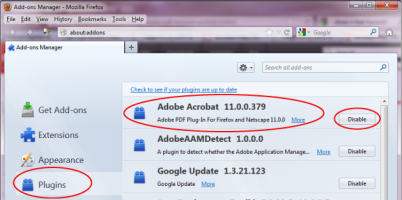 Add-ons Manager - Mozilla Firefox
File Edit View History Bookmarks Tools Help
about:addons
Google
Add-ons Manager
Search all add-ons
Check to see if your plugins are up to date
Get Add-ons
Extensions
Appearance
Plugins
Adobe Acrobat 11.0.0.379
Adobe PDF Plug-In For Firefox and Netscape 11.0.0 More
Disable
AdobeAAMDetect 1.0.0.0
A plugin to detect whether the Adobe Application Manage... More
Disable
Google Update 1.3.21.123
Google Update More
Disable